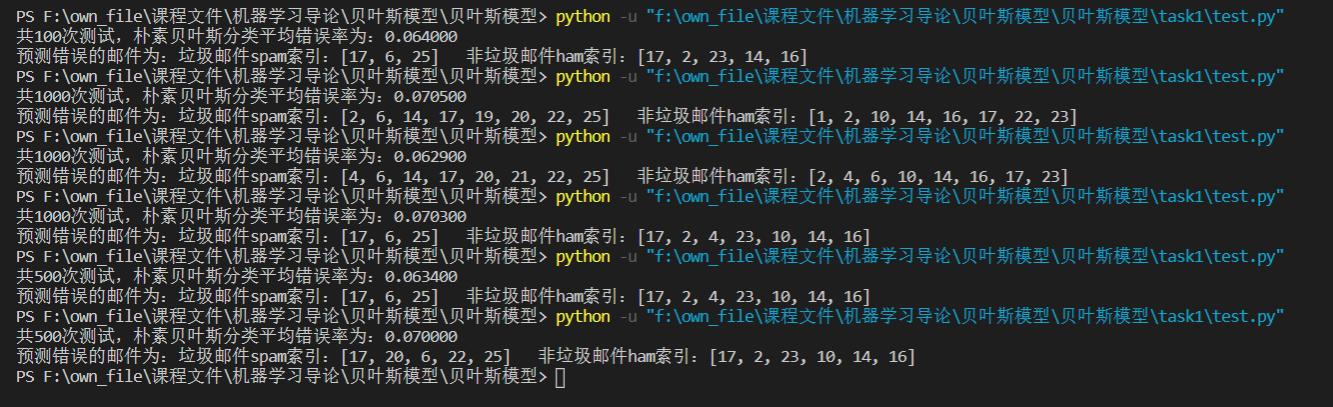 PS F:\own_file\课程文件\机器学习导论\贝叶斯模型\贝叶斯模型> python -u "f:\own_file\课程文件\机器学习导论\贝叶斯模型\贝叶斯模型\task1\test.py"
共100次测试，朴素贝叶斯分类平均错误率为：0.064000
预测错误的邮件为：垃圾邮件spam索引：[17, 6, 25]   非垃圾邮件ham索引：[17, 2, 23, 14, 16]
PS F:\own_file\课程文件\机器学习导论\贝叶斯模型\贝叶斯模型> python -u "f:\own_file\课程文件\机器学习导论\贝叶斯模型\贝叶斯模型\task1\test.py"
共1000次测试，朴素贝叶斯分类平均错误率为：0.070500
预测错误的邮件为：垃圾邮件spam索引：[2, 6, 14, 17, 19, 20, 22, 25]   非垃圾邮件ham索引：[1, 2, 10, 14, 16, 17, 22, 23]
PS F:\own_file\课程文件\机器学习导论\贝叶斯模型\贝叶斯模型> python -u "f:\own_file\课程文件\机器学习导论\贝叶斯模型\贝叶斯模型\task1\test.py"
共1000次测试，朴素贝叶斯分类平均错误率为：0.062900
预测错误的邮件为：垃圾邮件spam索引：[4, 6, 14, 17, 20, 21, 22, 25]   非垃圾邮件ham索引：[2, 4, 6, 10, 14, 16, 17, 23]
PS F:\own_file\课程文件\机器学习导论\贝叶斯模型\贝叶斯模型> python -u "f:\own_file\课程文件\机器学习导论\贝叶斯模型\贝叶斯模型\task1\test.py"
共1000次测试，朴素贝叶斯分类平均错误率为：0.070300
预测错误的邮件为：垃圾邮件spam索引：[17, 6, 25]   非垃圾邮件ham索引：[17, 2, 4, 23, 10, 14, 16]
PS F:\own_file\课程文件\机器学习导论\贝叶斯模型\贝叶斯模型> python -u "f:\own_file\课程文件\机器学习导论\贝叶斯模型\贝叶斯模型\task1\test.py"
共500次测试，朴素贝叶斯分类平均错误率为：0.063400
预测错误的邮件为：垃圾邮件spam索引：[17, 6, 25]   非垃圾邮件ham索引：[17, 2, 4, 23, 10, 14, 16]
PS F:\own_file\课程文件\机器学习导论\贝叶斯模型\贝叶斯模型> python -u "f:\own_file\课程文件\机器学习导论\贝叶斯模型\贝叶斯模型\task1\test.py"
共500次测试，朴素贝叶斯分类平均错误率为：0.070000
预测错误的邮件为：垃圾邮件spam索引：[17, 20, 6, 22, 25]   非垃圾邮件ham索引：[17, 2, 23, 10, 14, 16]
PS F:\own_file\课程文件\机器学习导论\贝叶斯模型\贝叶斯模型>